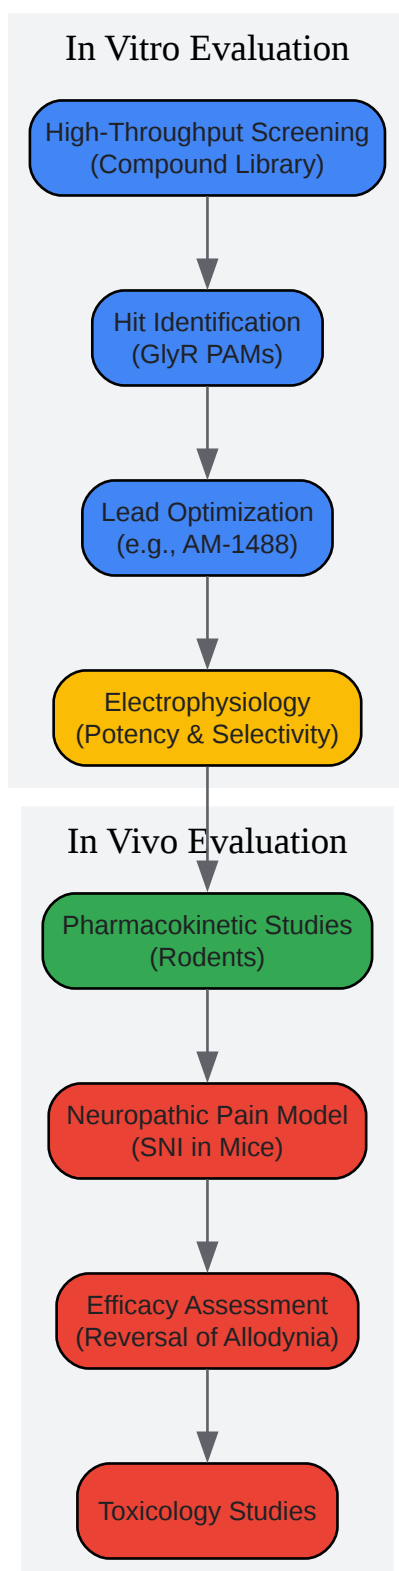 In Vitro Evaluation
High-Throughput Screening
(Compound Library)
Hit Identification
(GlyR PAMs)
Lead Optimization
(e.g., AM-1488)
Electrophysiology
(Potency & Selectivity)
In Vivo Evaluation
Pharmacokinetic Studies
(Rodents)
Neuropathic Pain Model
(SNI in Mice)
Efficacy Assessment
(Reversal of Allodynia)
Toxicology Studies